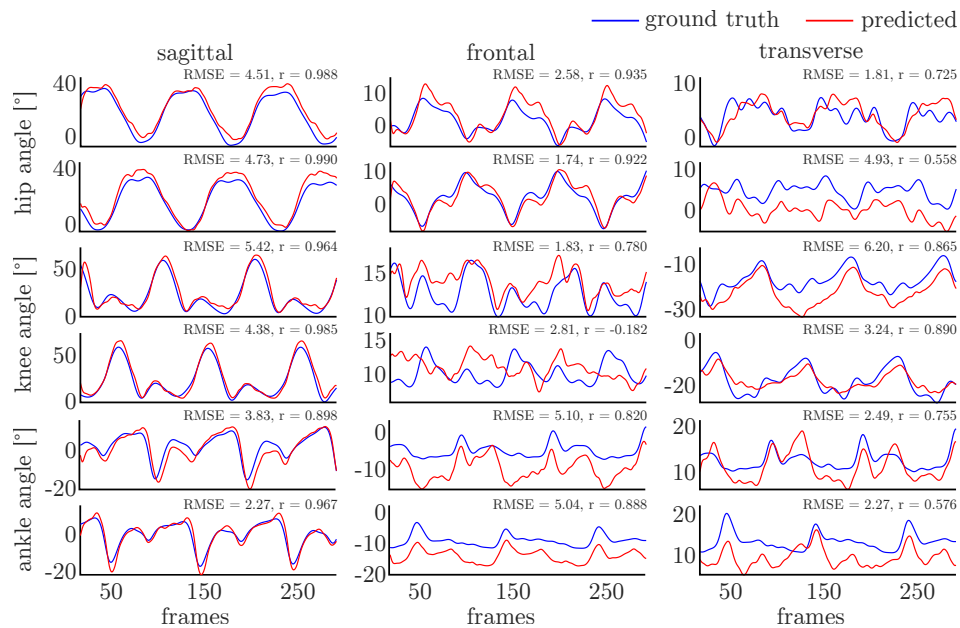 ground truth predicted
sagittal frontal transverse
RMSE = 4.51, r = 0.988 RMSE = 2.58, r = 0.935 RMSE = 1.81, r = 0.725
40 10 10
0 0 0
hip angle [°]
RMSE = 4.73, r = 0.990 RMSE = 1.74, r = 0.922 RMSE = 4.93, r = 0.558
40 10 10
0 0 0
RMSE = 5.42, r = 0.964 RMSE = 1.83, r = 0.780 RMSE = 6.20, r = 0.865
50 15 -10
0 10 -30
knee angle [°]
RMSE = 4.38, r = 0.985 RMSE = 2.81, r = -0.182 RMSE = 3.24, r = 0.890
50 15 0
0 10 -20
RMSE = 3.83, r = 0.898 RMSE = 5.10, r = 0.820 RMSE = 2.49, r = 0.755
0 0 20
-20 -10 10
ankle angle [°]
RMSE = 2.27, r = 0.967 RMSE = 5.04, r = 0.888 RMSE = 2.27, r = 0.576
0 0 20
-20 -10 10
-20
50 150 250 50 150 250 50 150 250
frames frames frames